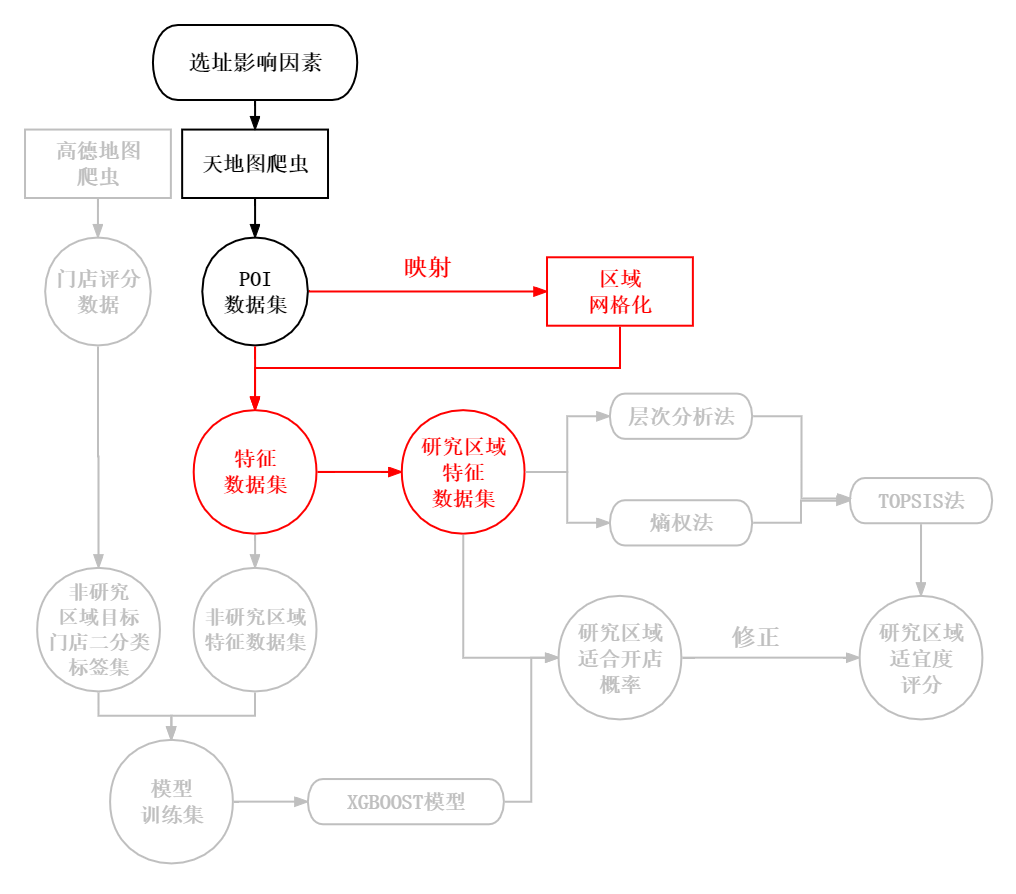 选址影响因素
高德地图
爬虫
天地图爬虫
门店评分
数据
POI
数据集
映射
区域
网格化
特征
数据集
研究区域
特征
数据集
层次分析法
熵权法
TOPSIS法
非研究
区域目标
门店二分类
标签集
非研究区域
特征数据集
研究区域
适合开店
概率
修正
研究区域
适宜度
评分
模型
训练集
XGBOOST模型